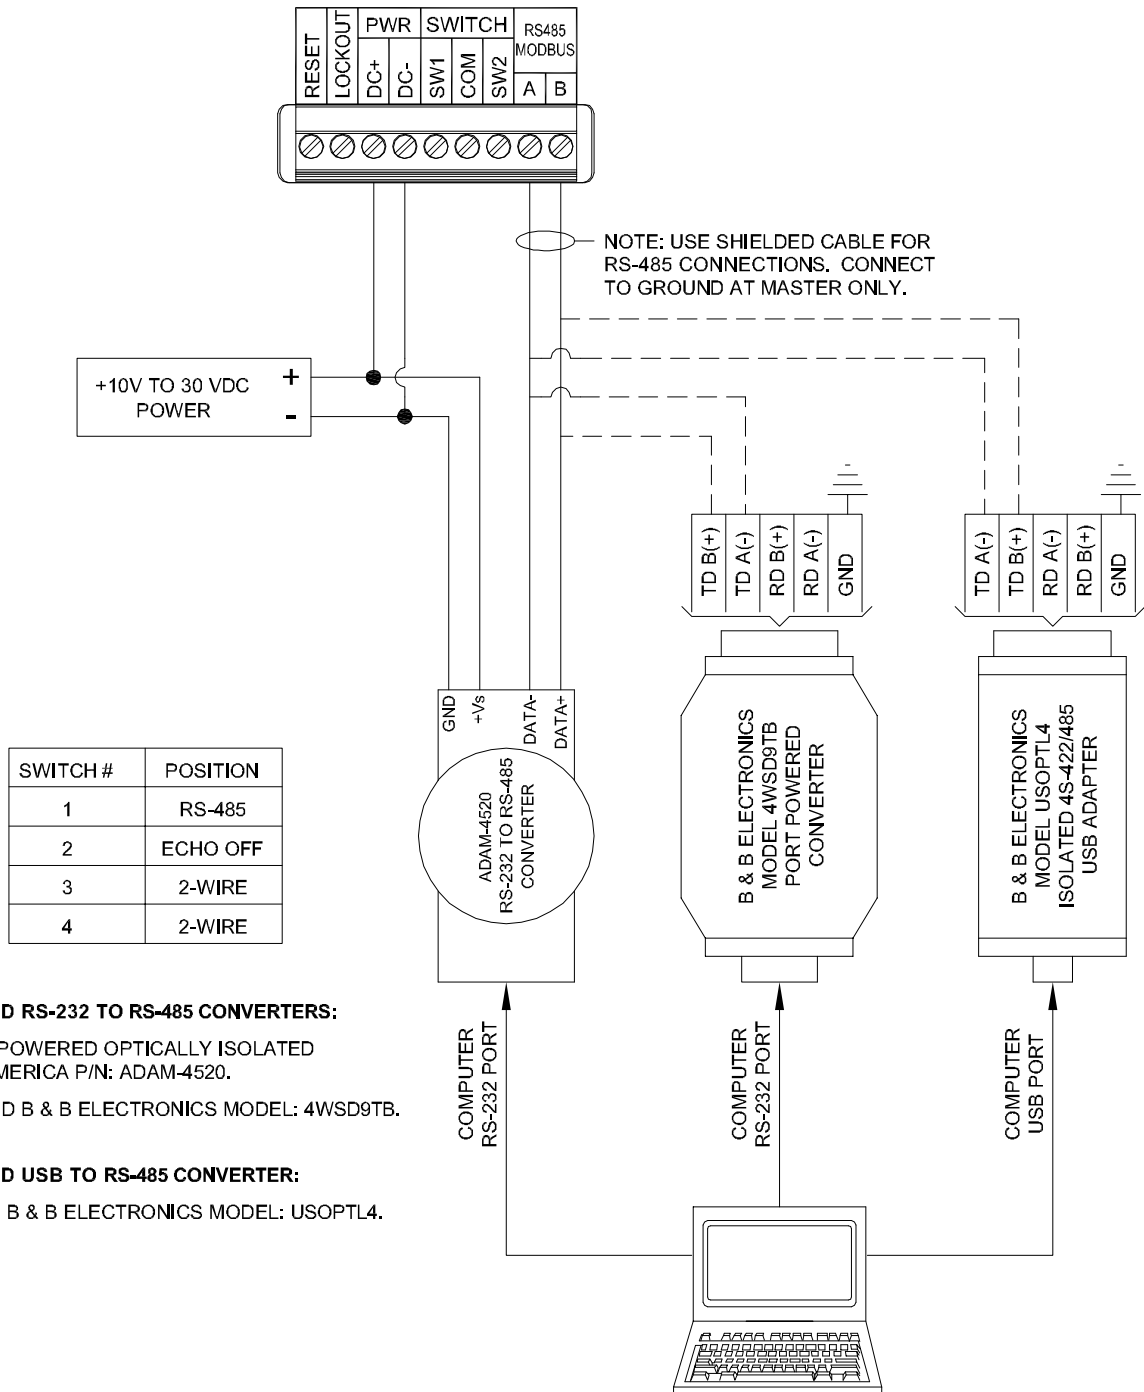 RESET
LOCKOUT
PWR
DC+
DC-
SWITCH
SW1
COM
SW2
RS485
MODBUS
A
B
NOTE: USE SHIELDED CABLE FOR
RS-485 CONNECTIONS. CONNECT
TO GROUND AT MASTER ONLY.
+10V TO 30 VDC
POWER
+
-
TD B(+)
TD A(-)
RD B(+)
RD A(-)
GND
TD A(-)
TD B(+)
RD A(-)
RD B(+)
GND
GND
+Vs
DATA-
DATA+
ADAM-4520
RS-232 TO RS-485
CONVERTER
B & B ELECTRONICS
MODEL 4WSD9TB
PORT POWERED
CONVERTER
B & B ELECTRONICS
MODEL USOPTL4
ISOLATED 4S-422/485
USB ADAPTER
SWITCH # POSITION
1 RS-485
2 ECHO OFF
3 2-WIRE
4 2-WIRE
D RS-232 TO RS-485 CONVERTERS:
POWERED OPTICALLY ISOLATED
MERICA P/N: ADAM-4520.
D B & B ELECTRONICS MODEL: 4WSD9TB.
D USB TO RS-485 CONVERTER:
B & B ELECTRONICS MODEL: USOPTL4.
COMPUTER
RS-232 PORT
COMPUTER
RS-232 PORT
COMPUTER
USB PORT